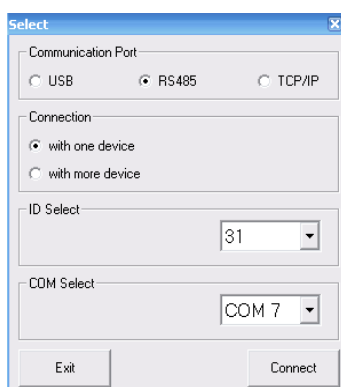 Select
Communication Port
USB RS485 TCP/IP
Connection
with one device
with more device
ID Select
31
COM Select
COM 7
Exit Connect